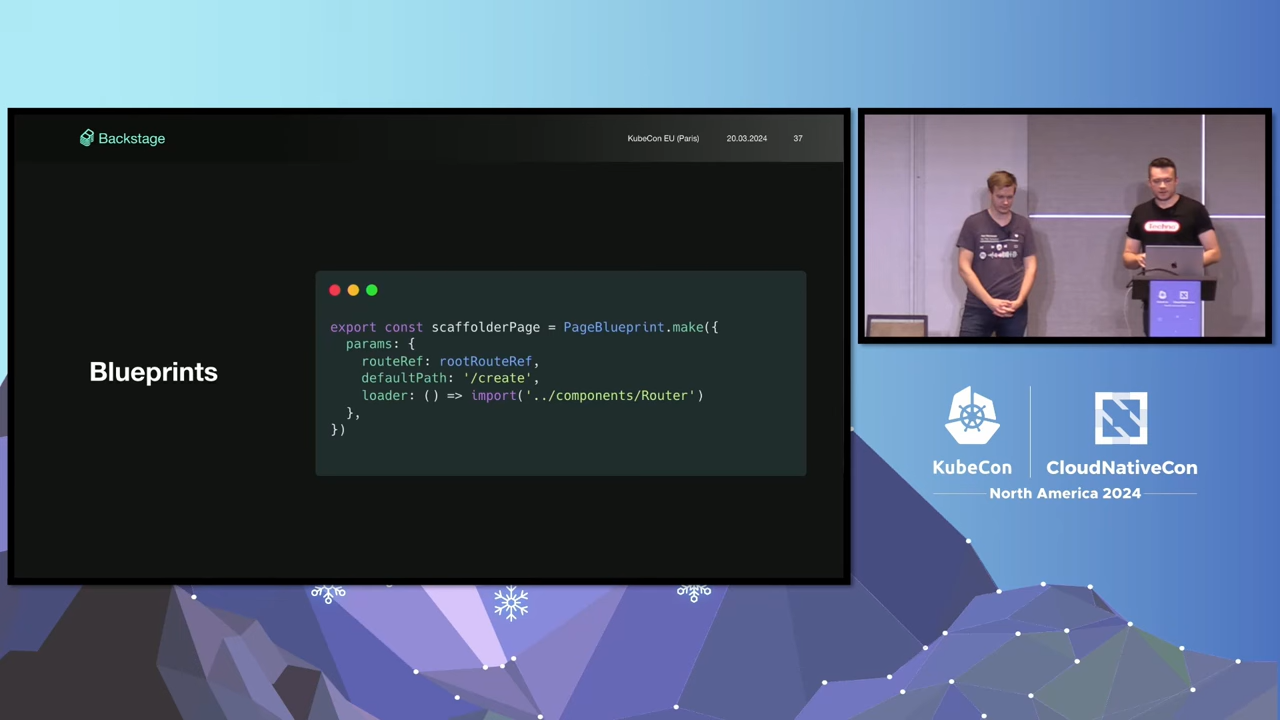 Backstage
KubeCon EU (Paris) 20.03.2024 37
Blueprints
export const scaffolderPage = PageBlueprint.make({
  params: {
    routeRef: rootRouteRef,
    defaultPath: '/create',
    loader: () => import('../components/Router')
  },
})
Techno
KubeCon
CloudNativeCon
North America 2024